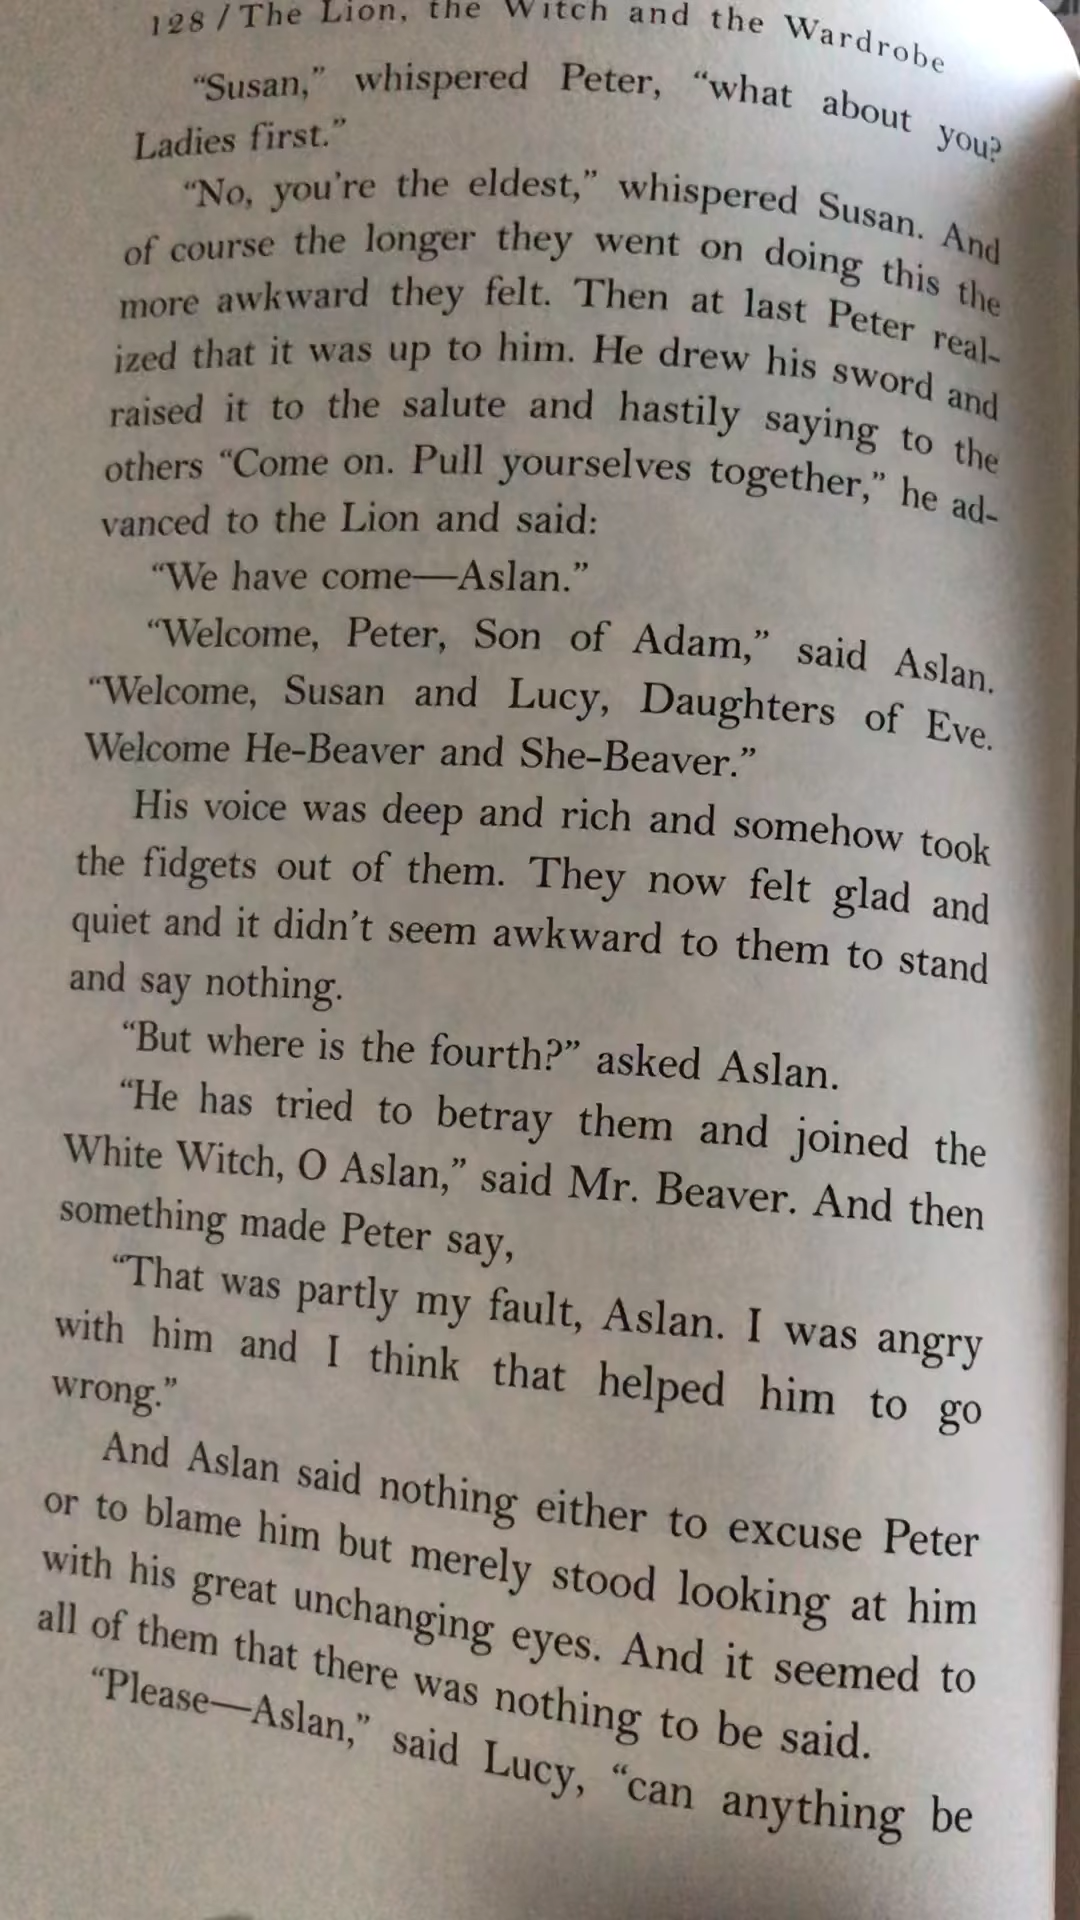 128 / The Lion, the Witch and the Wardrobe
“Susan,” whispered Peter, “what about you?
Ladies first.”
“No, you’re the eldest,” whispered Susan. And
of course the longer they went on doing this the
more awkward they felt. Then at last Peter real-
ized that it was up to him. He drew his sword and
raised it to the salute and hastily saying to the
others “Come on. Pull yourselves together,” he ad-
vanced to the Lion and said:
“We have come—Aslan.”
“Welcome, Peter, Son of Adam,” said Aslan.
“Welcome, Susan and Lucy, Daughters of Eve.
Welcome He-Beaver and She-Beaver.”
His voice was deep and rich and somehow took
the fidgets out of them. They now felt glad and
quiet and it didn’t seem awkward to them to stand
and say nothing.
“But where is the fourth?” asked Aslan.
“He has tried to betray them and joined the
White Witch, O Aslan,” said Mr. Beaver. And then
something made Peter say,
“That was partly my fault, Aslan. I was angry
with him and I think that helped him to go
wrong.”
And Aslan said nothing either to excuse Peter
or to blame him but merely stood looking at him
with his great unchanging eyes. And it seemed to
all of them that there was nothing to be said.
“Please—Aslan,” said Lucy, “can anything be